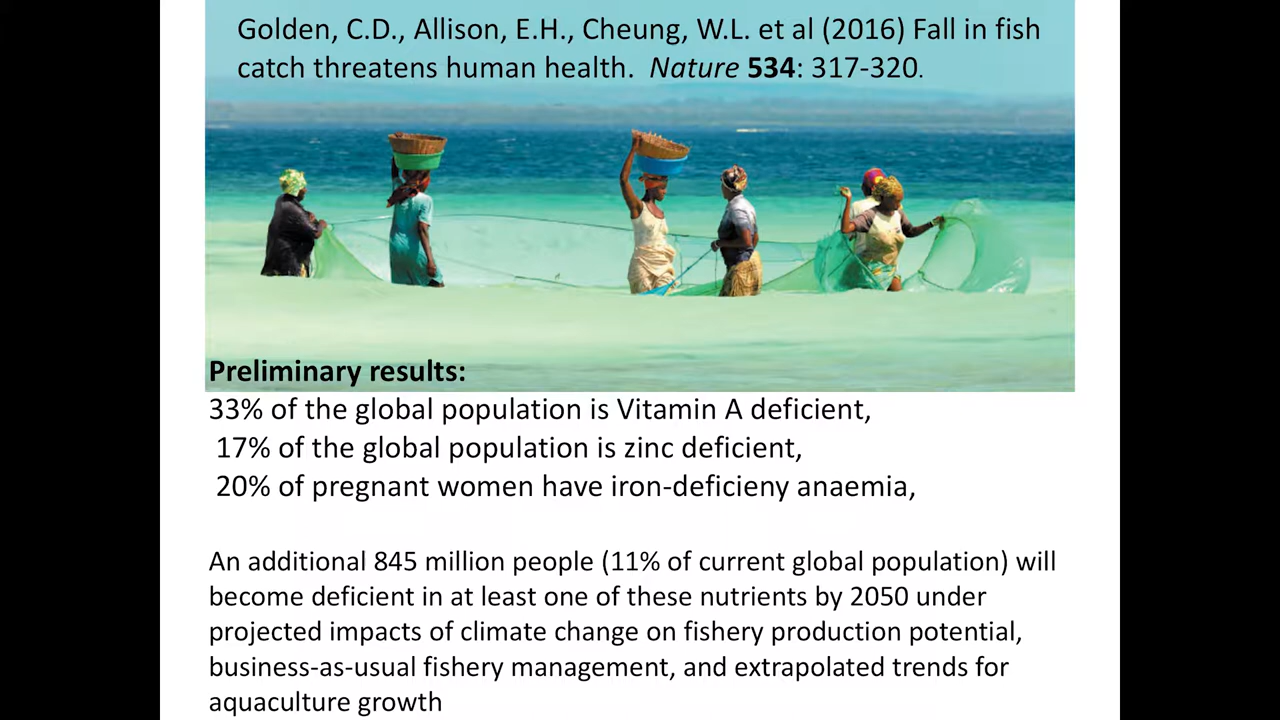 Golden, C.D., Allison, E.H., Cheung, W.L. et al (2016) Fall in fish
catch threatens human health. Nature 534: 317-320.
Preliminary results:
33% of the global population is Vitamin A deficient,
17% of the global population is zinc deficient,
20% of pregnant women have iron-deficieny anaemia,
An additional 845 million people (11% of current global population) will
become deficient in at least one of these nutrients by 2050 under
projected impacts of climate change on fishery production potential,
business-as-usual fishery management, and extrapolated trends for
aquaculture growth